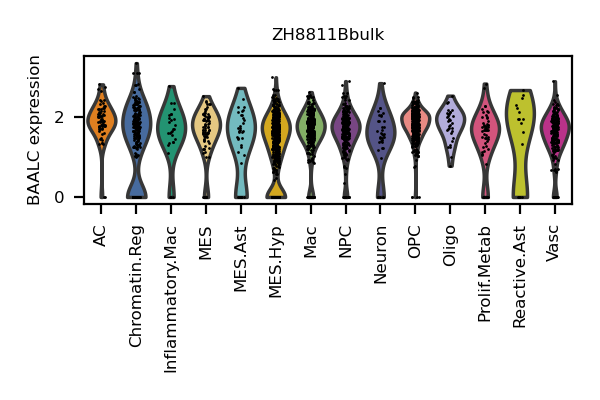 ZH8811Bbulk
BAALC expression
2
0
AC
Chromatin.Reg
Inflammatory.Mac
MES
MES.Ast
MES.Hyp
Mac
NPC
Neuron
OPC
Oligo
Prolif.Metab
Reactive.Ast
Vasc